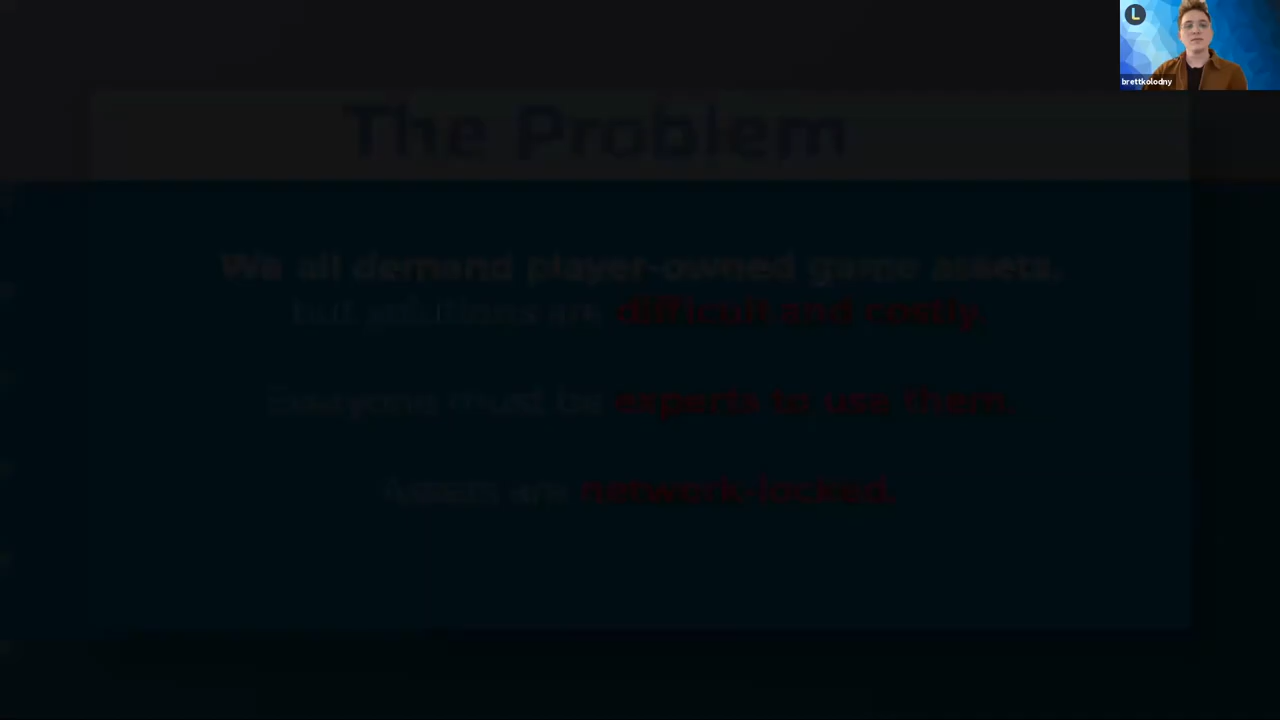 L
brettkolodny
The Problem
We all demand player-owned game assets,
but solutions are difficult and costly.
Everyone must be experts to use them.
Assets are network-locked.